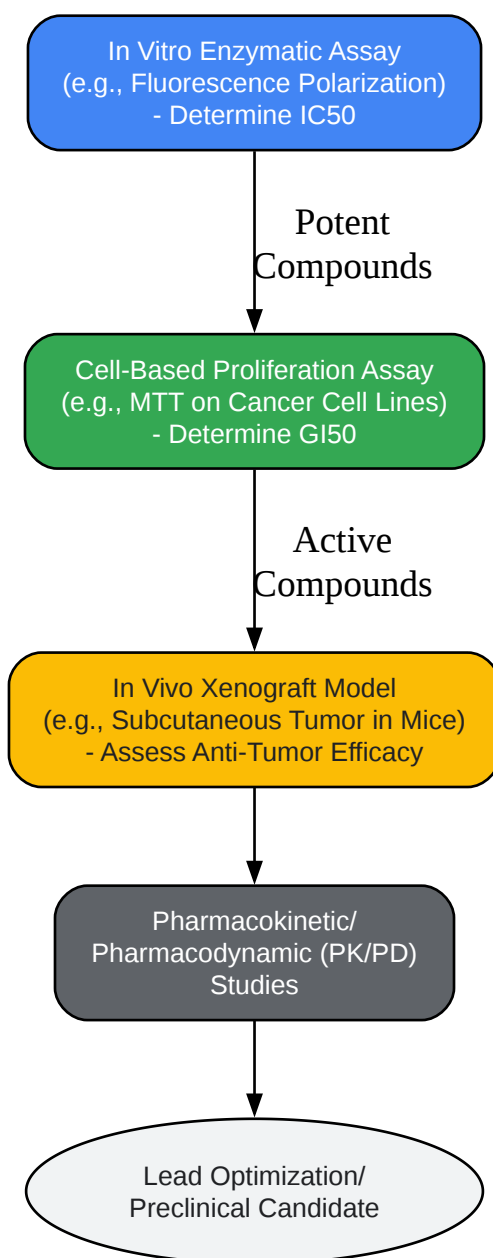 In Vitro Enzymatic Assay
(e.g., Fluorescence Polarization)
- Determine IC50
Potent
Compounds
Cell-Based Proliferation Assay
(e.g., MTT on Cancer Cell Lines)
- Determine GI50
Active
Compounds
In Vivo Xenograft Model
(e.g., Subcutaneous Tumor in Mice)
- Assess Anti-Tumor Efficacy
Pharmacokinetic/
Pharmacodynamic (PK/PD)
Studies
Lead Optimization/
Preclinical Candidate